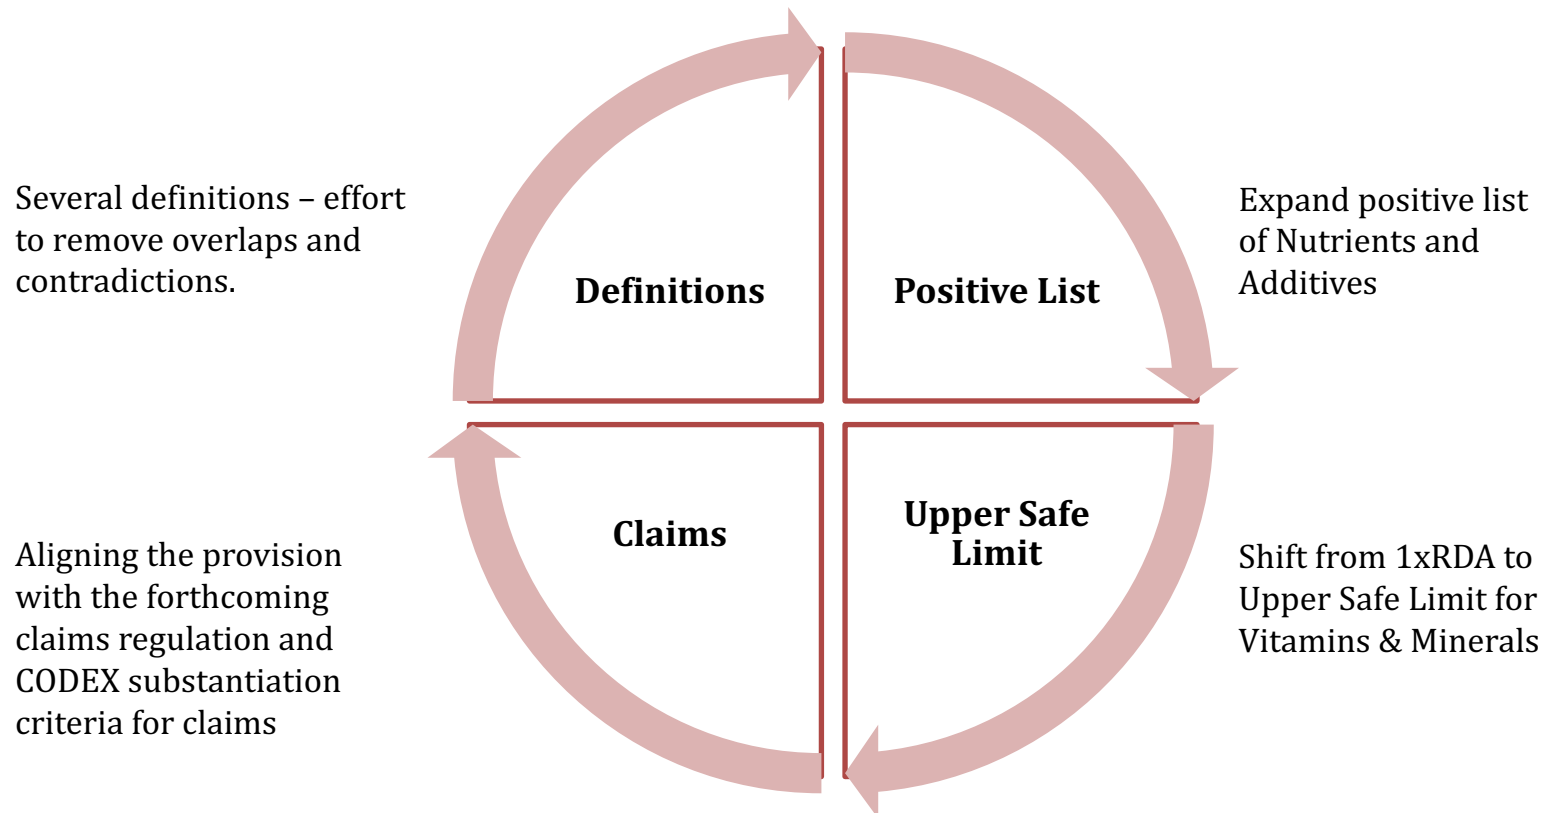 Several definitions – effort
to remove overlaps and
contradictions.
Definitions
Positive List
Expand positive list
of Nutrients and
Additives
Aligning the provision
with the forthcoming
claims regulation and
CODEX substantiation
criteria for claims
Claims
Upper Safe
Limit
Shift from 1xRDA to
Upper Safe Limit for
Vitamins & Minerals